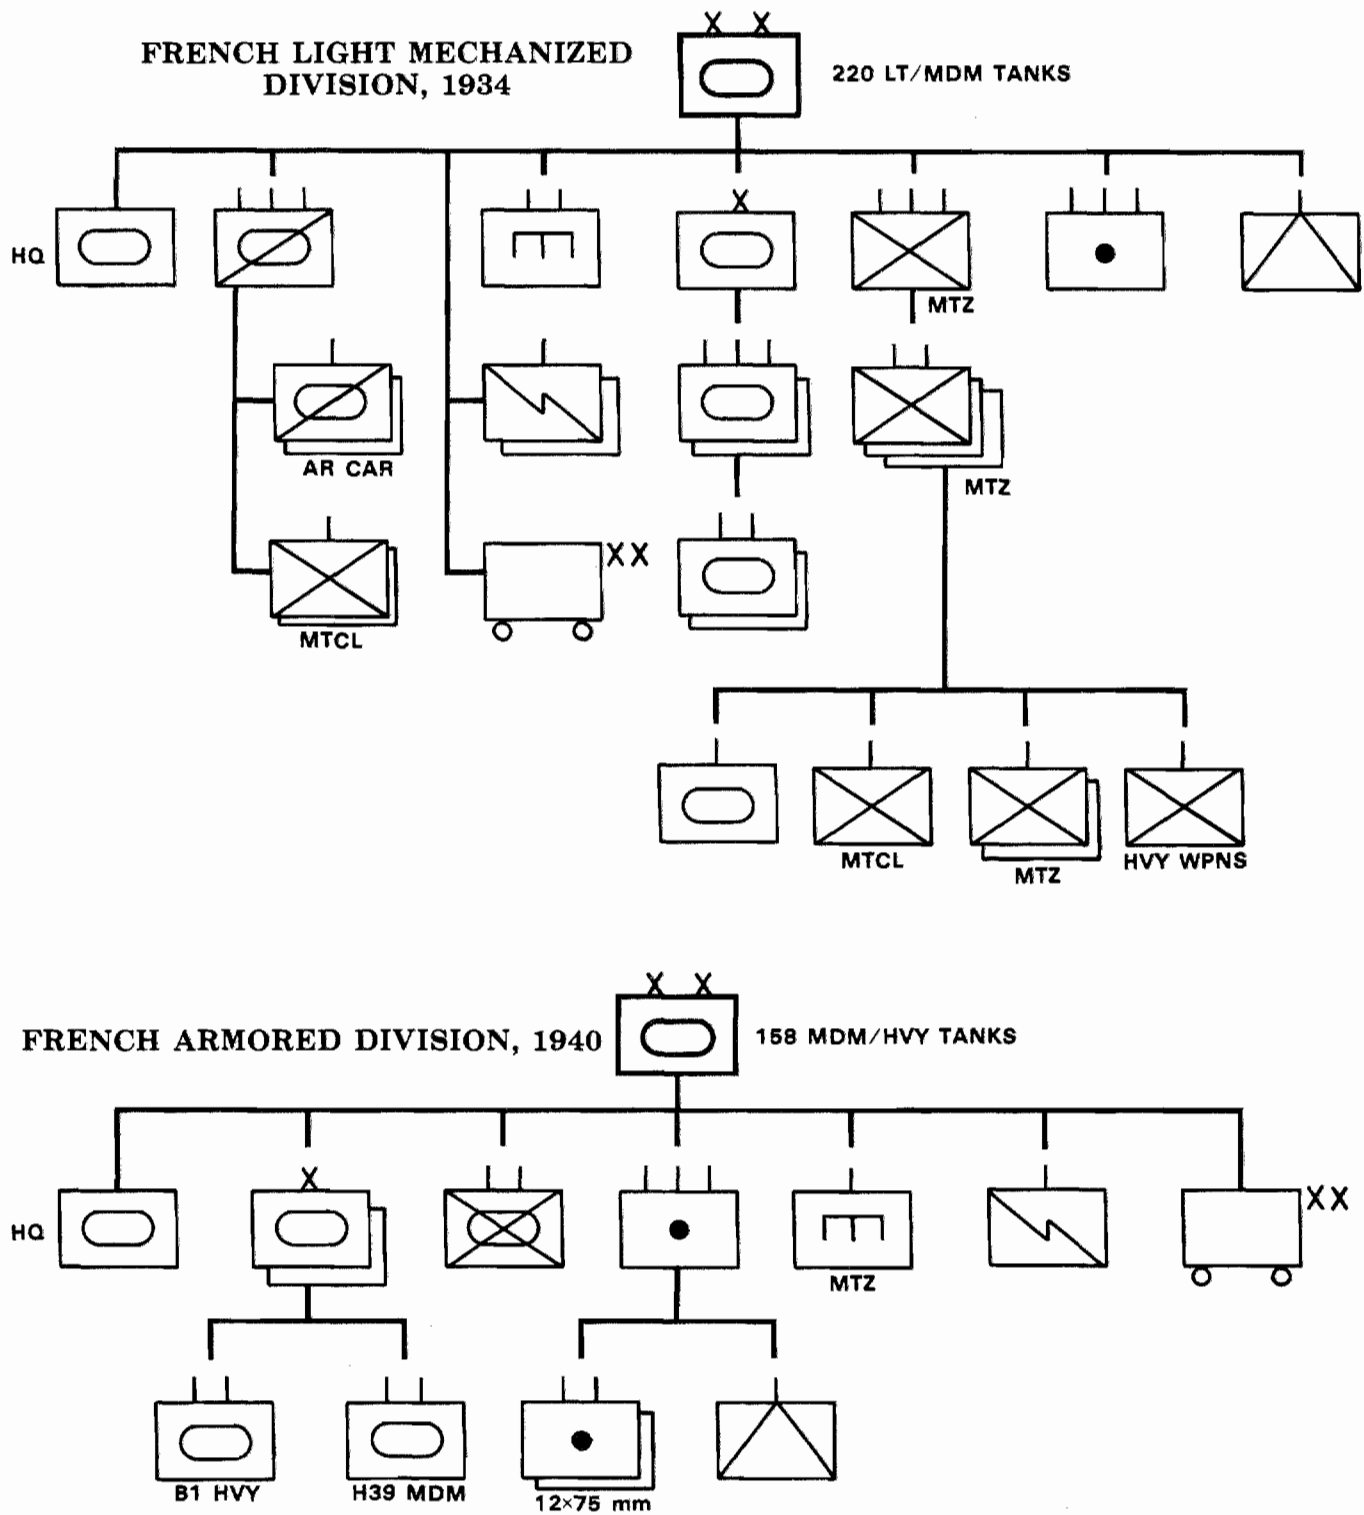 FRENCH LIGHT MECHANIZED
DIVISION, 1934
X X
220 LT/MDM TANKS
X
HQ
MTZ
AR CAR
MTZ
XX
MTCL
MTCL
MTZ
HVY WPNS
X X
FRENCH ARMORED DIVISION, 1940
158 MDM/HVY TANKS
X
XX
HQ
MTZ
B1 HVY
H39 MDM
12×75 mm